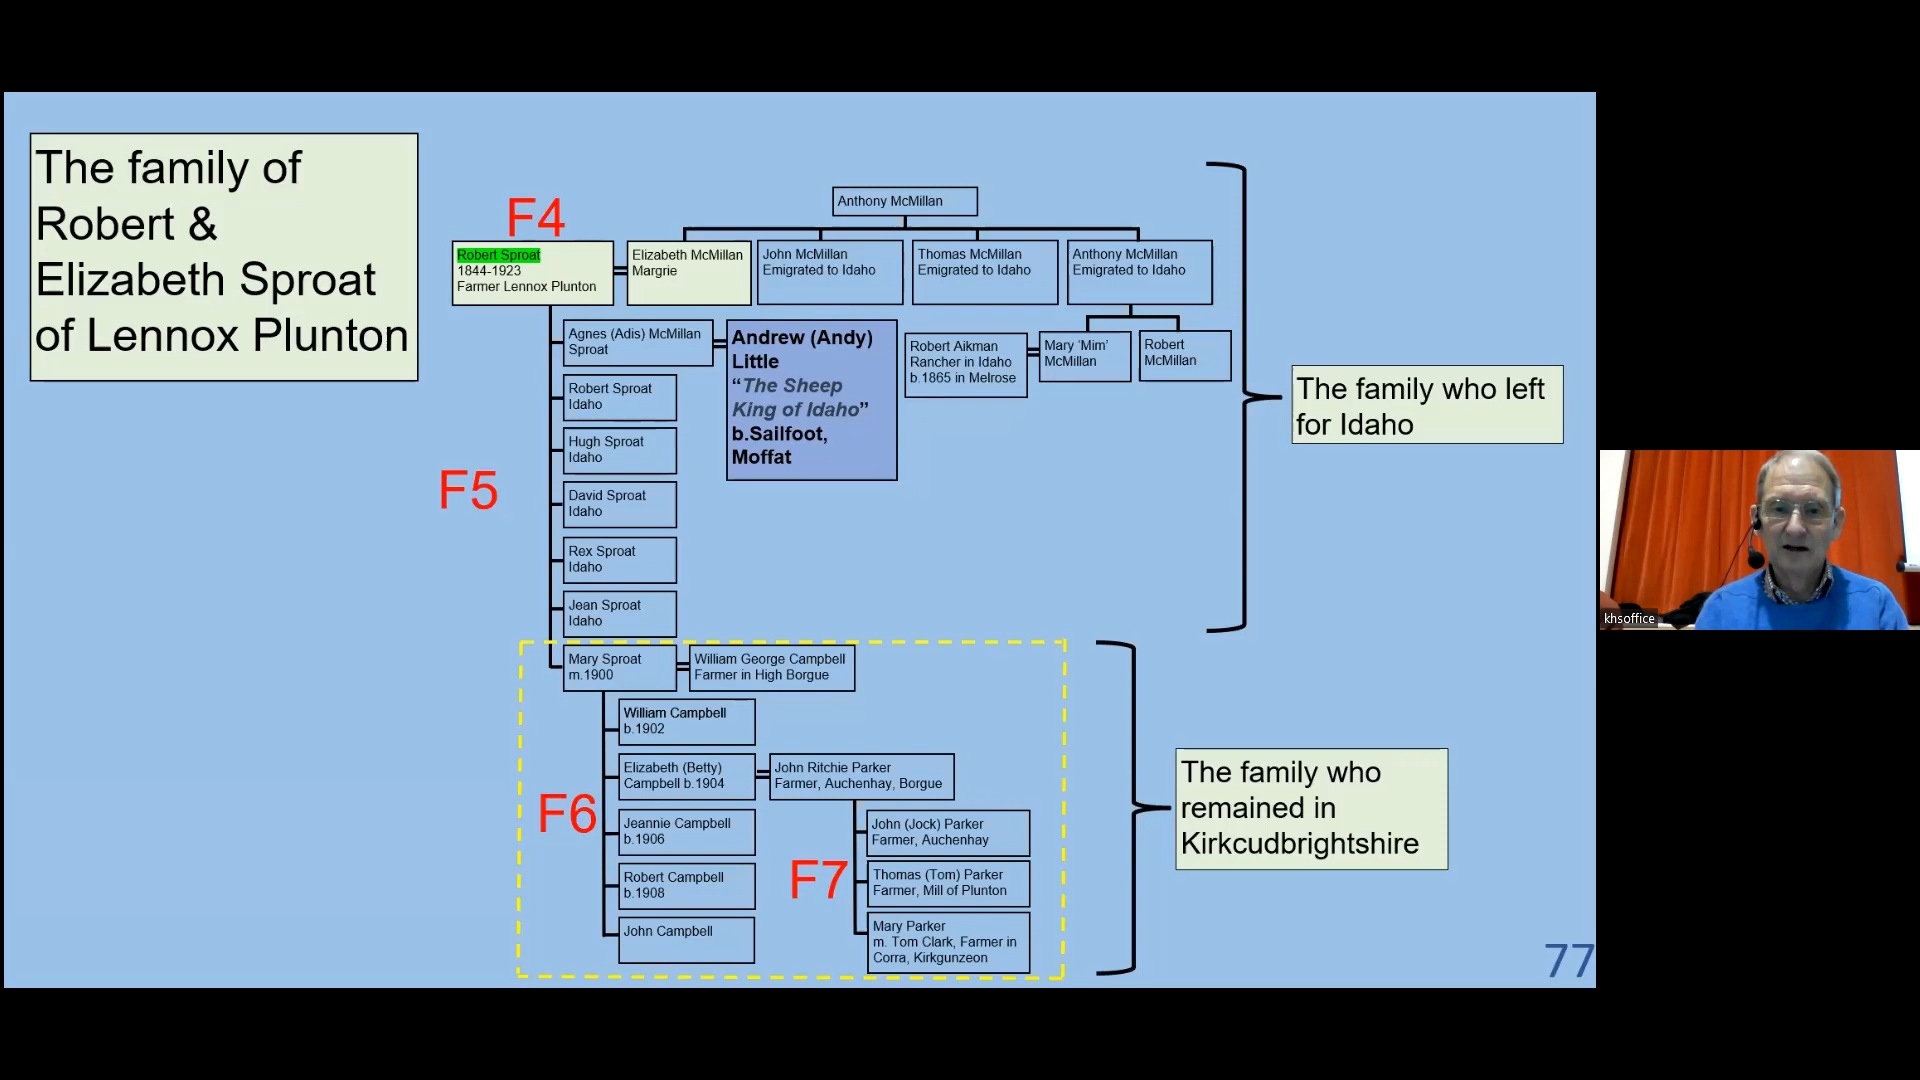 The family of
Robert &
Elizabeth Sproat
of Lennox Plunton
F4
Anthony McMillan
Robert Sproat
1844-1923
Farmer Lennox Plunton
Elizabeth McMillan
Margrie
John McMillan
Emigrated to Idaho
Thomas McMillan
Emigrated to Idaho
Anthony McMillan
Emigrated to Idaho
Agnes (Adis) McMillan
Sproat
Andrew (Andy)
Little
“The Sheep
King of Idaho”
b.Sailfoot,
Moffat
Robert Aikman
Rancher in Idaho
b.1865 in Melrose
Mary ‘Mim’
McMillan
Robert
McMillan
F5
Robert Sproat
Idaho
Hugh Sproat
Idaho
David Sproat
Idaho
Rex Sproat
Idaho
Jean Sproat
Idaho
The family who left
for Idaho
Mary Sproat
m.1900
William George Campbell
Farmer in High Borgue
F6
William Campbell
b.1902
Elizabeth (Betty)
Campbell b.1904
John Ritchie Parker
Farmer, Auchenhay, Borgue
Jeannie Campbell
b.1906
Robert Campbell
b.1908
John Campbell
F7
John (Jock) Parker
Farmer, Auchenhay
Thomas (Tom) Parker
Farmer, Mill of Plunton
Mary Parker
m. Tom Clark, Farmer in
Corra, Kirkgunzeon
The family who
remained in
Kirkcudbrightshire
77
khsoffice